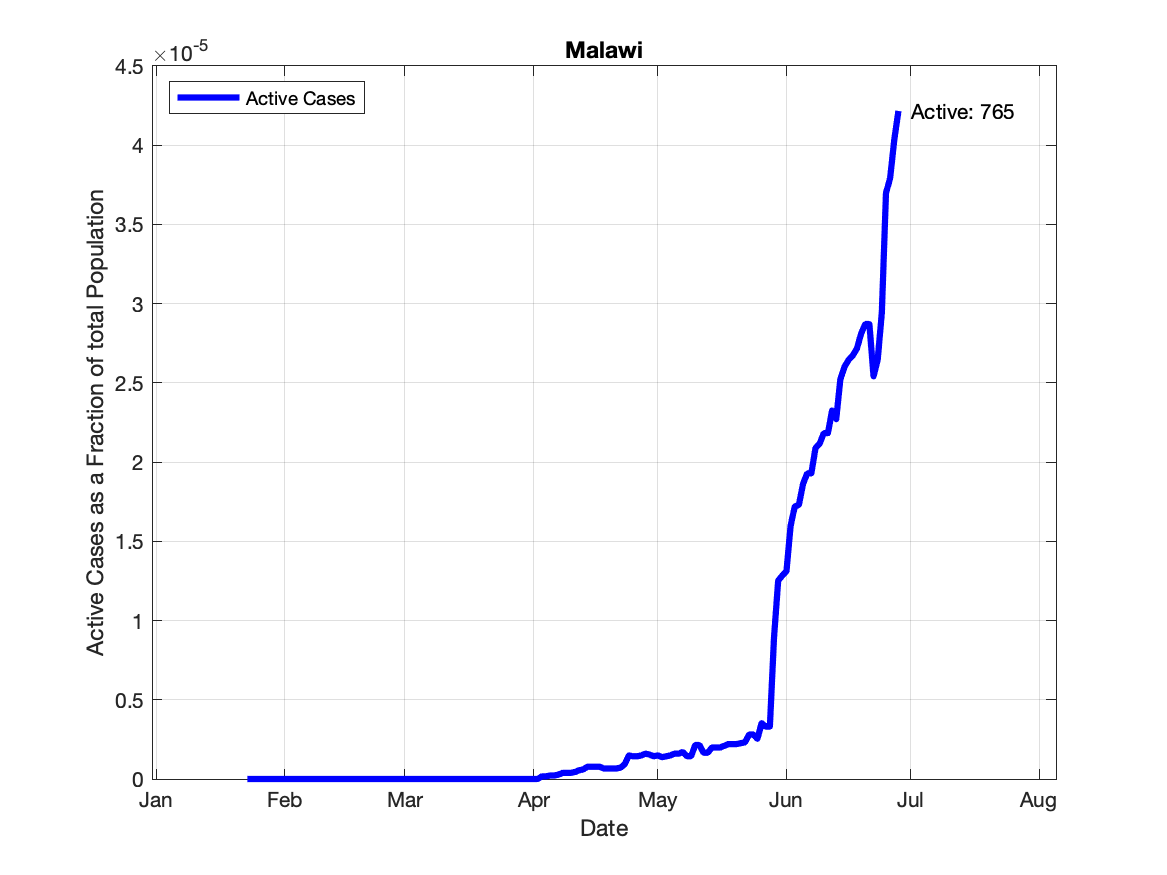 Malawi
×10-5
4.5
4
3.5
3
2.5
2
1.5
1
0.5
0
Active Cases as a Fraction of total Population
Active Cases
Active: 765
Jan Feb Mar Apr May Jun Jul Aug
Date